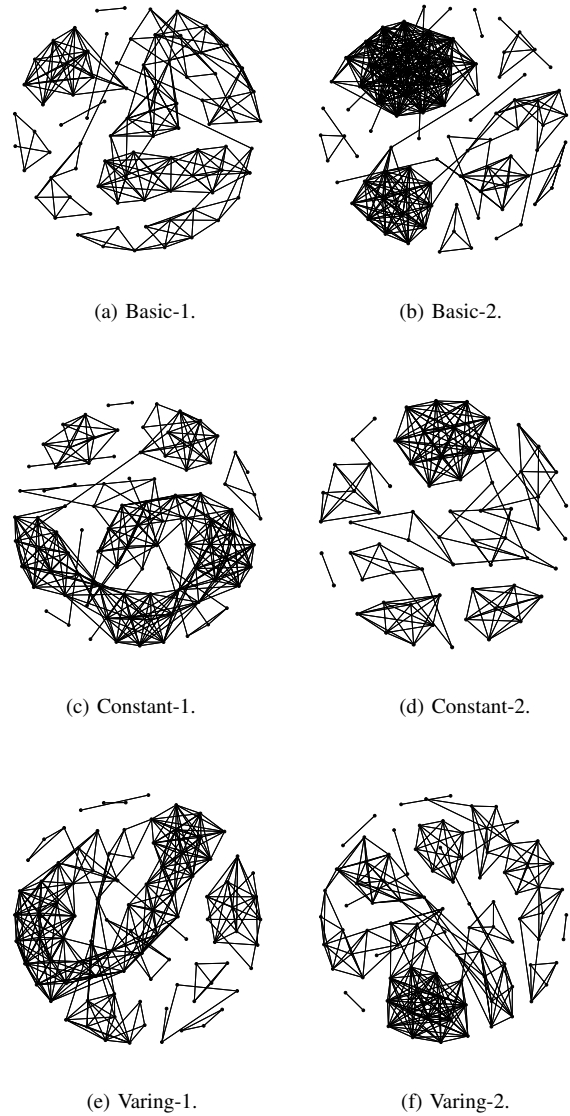 (a) Basic-1.
(b) Basic-2.
(c) Constant-1.
(d) Constant-2.
(e) Varing-1.
(f) Varing-2.